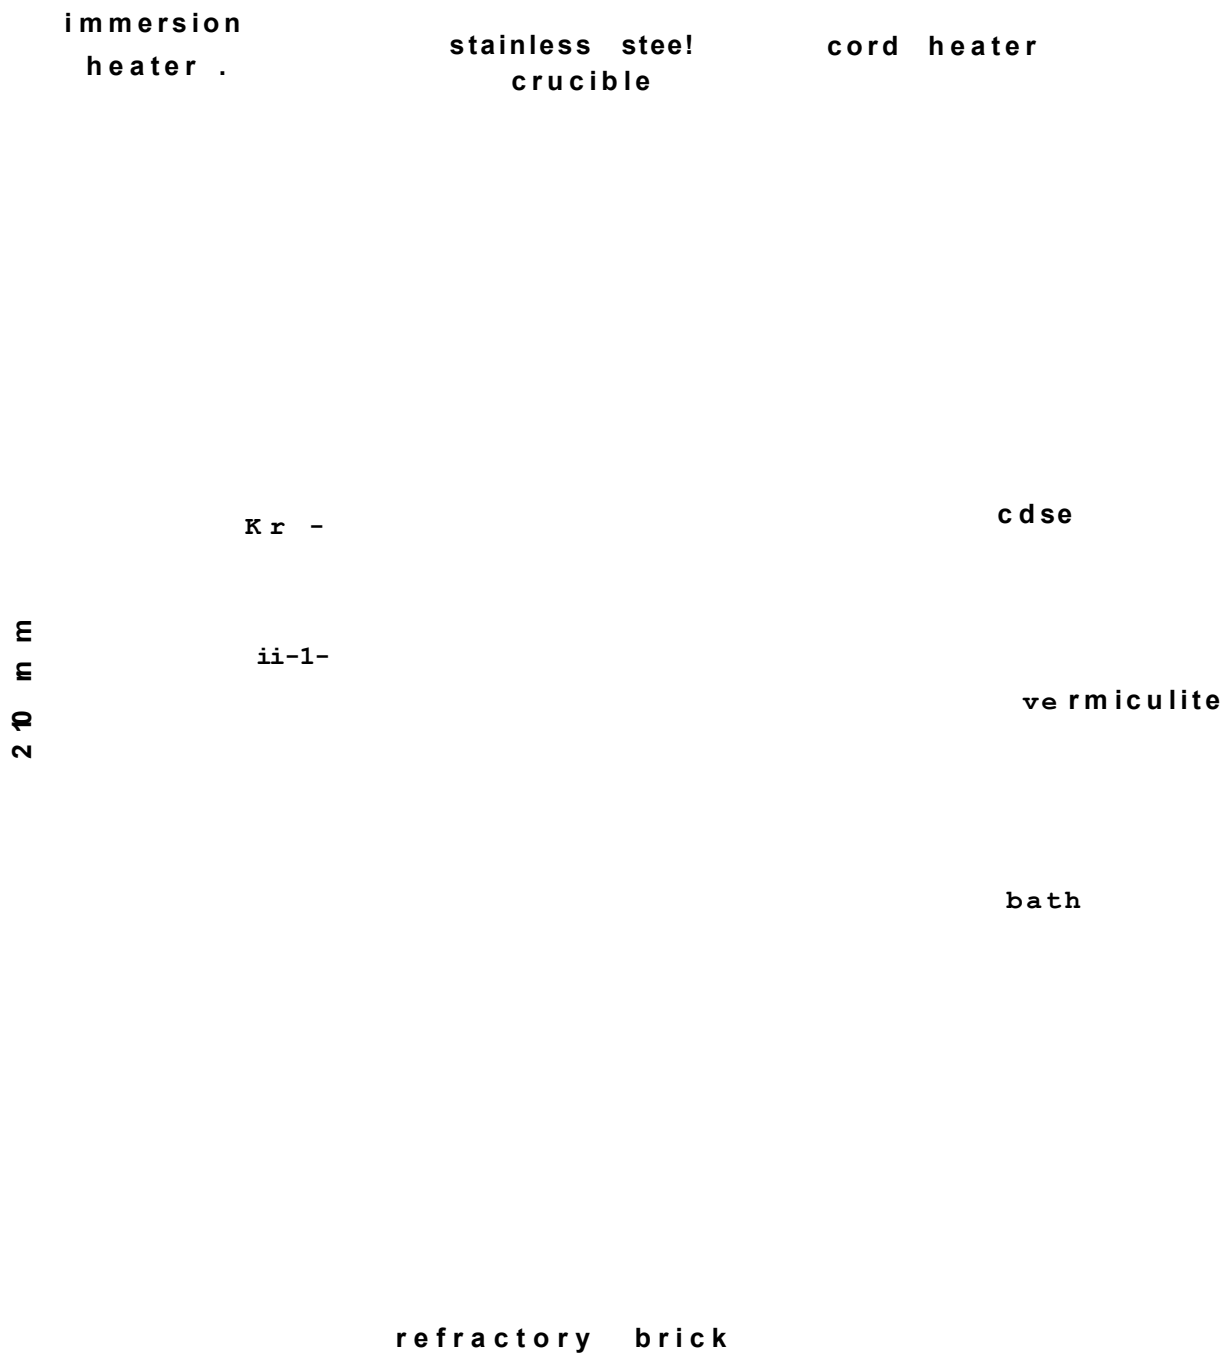 immersion
heater .
stainless stee!
crucible
cord heater
Kr -
cdse
ii-1-
vermiculite
bath
refractory brick